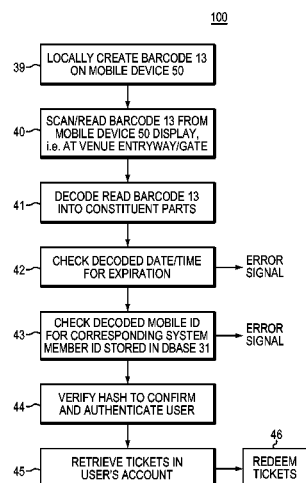 100
39
LOCALLY CREATE BARCODE 13
ON MOBILE DEVICE 50
40
SCAN/READ BARCODE 13 FROM
MOBILE DEVICE 50 DISPLAY,
i.e. AT VENUE ENTRYWAY/GATE
41
DECODE READ BARCODE 13
INTO CONSTITUENT PARTS
42
CHECK DECODED DATE/TIME
FOR EXPIRATION
ERROR
SIGNAL
43
CHECK DECODED MOBILE ID
FOR CORRESPONDING SYSTEM
MEMBER ID STORED IN DBASE 31
ERROR
SIGNAL
44
VERIFY HASH TO CONFIRM
AND AUTHENTICATE USER
45
RETRIEVE TICKETS IN
USER'S ACCOUNT
46
REDEEM
TICKETS